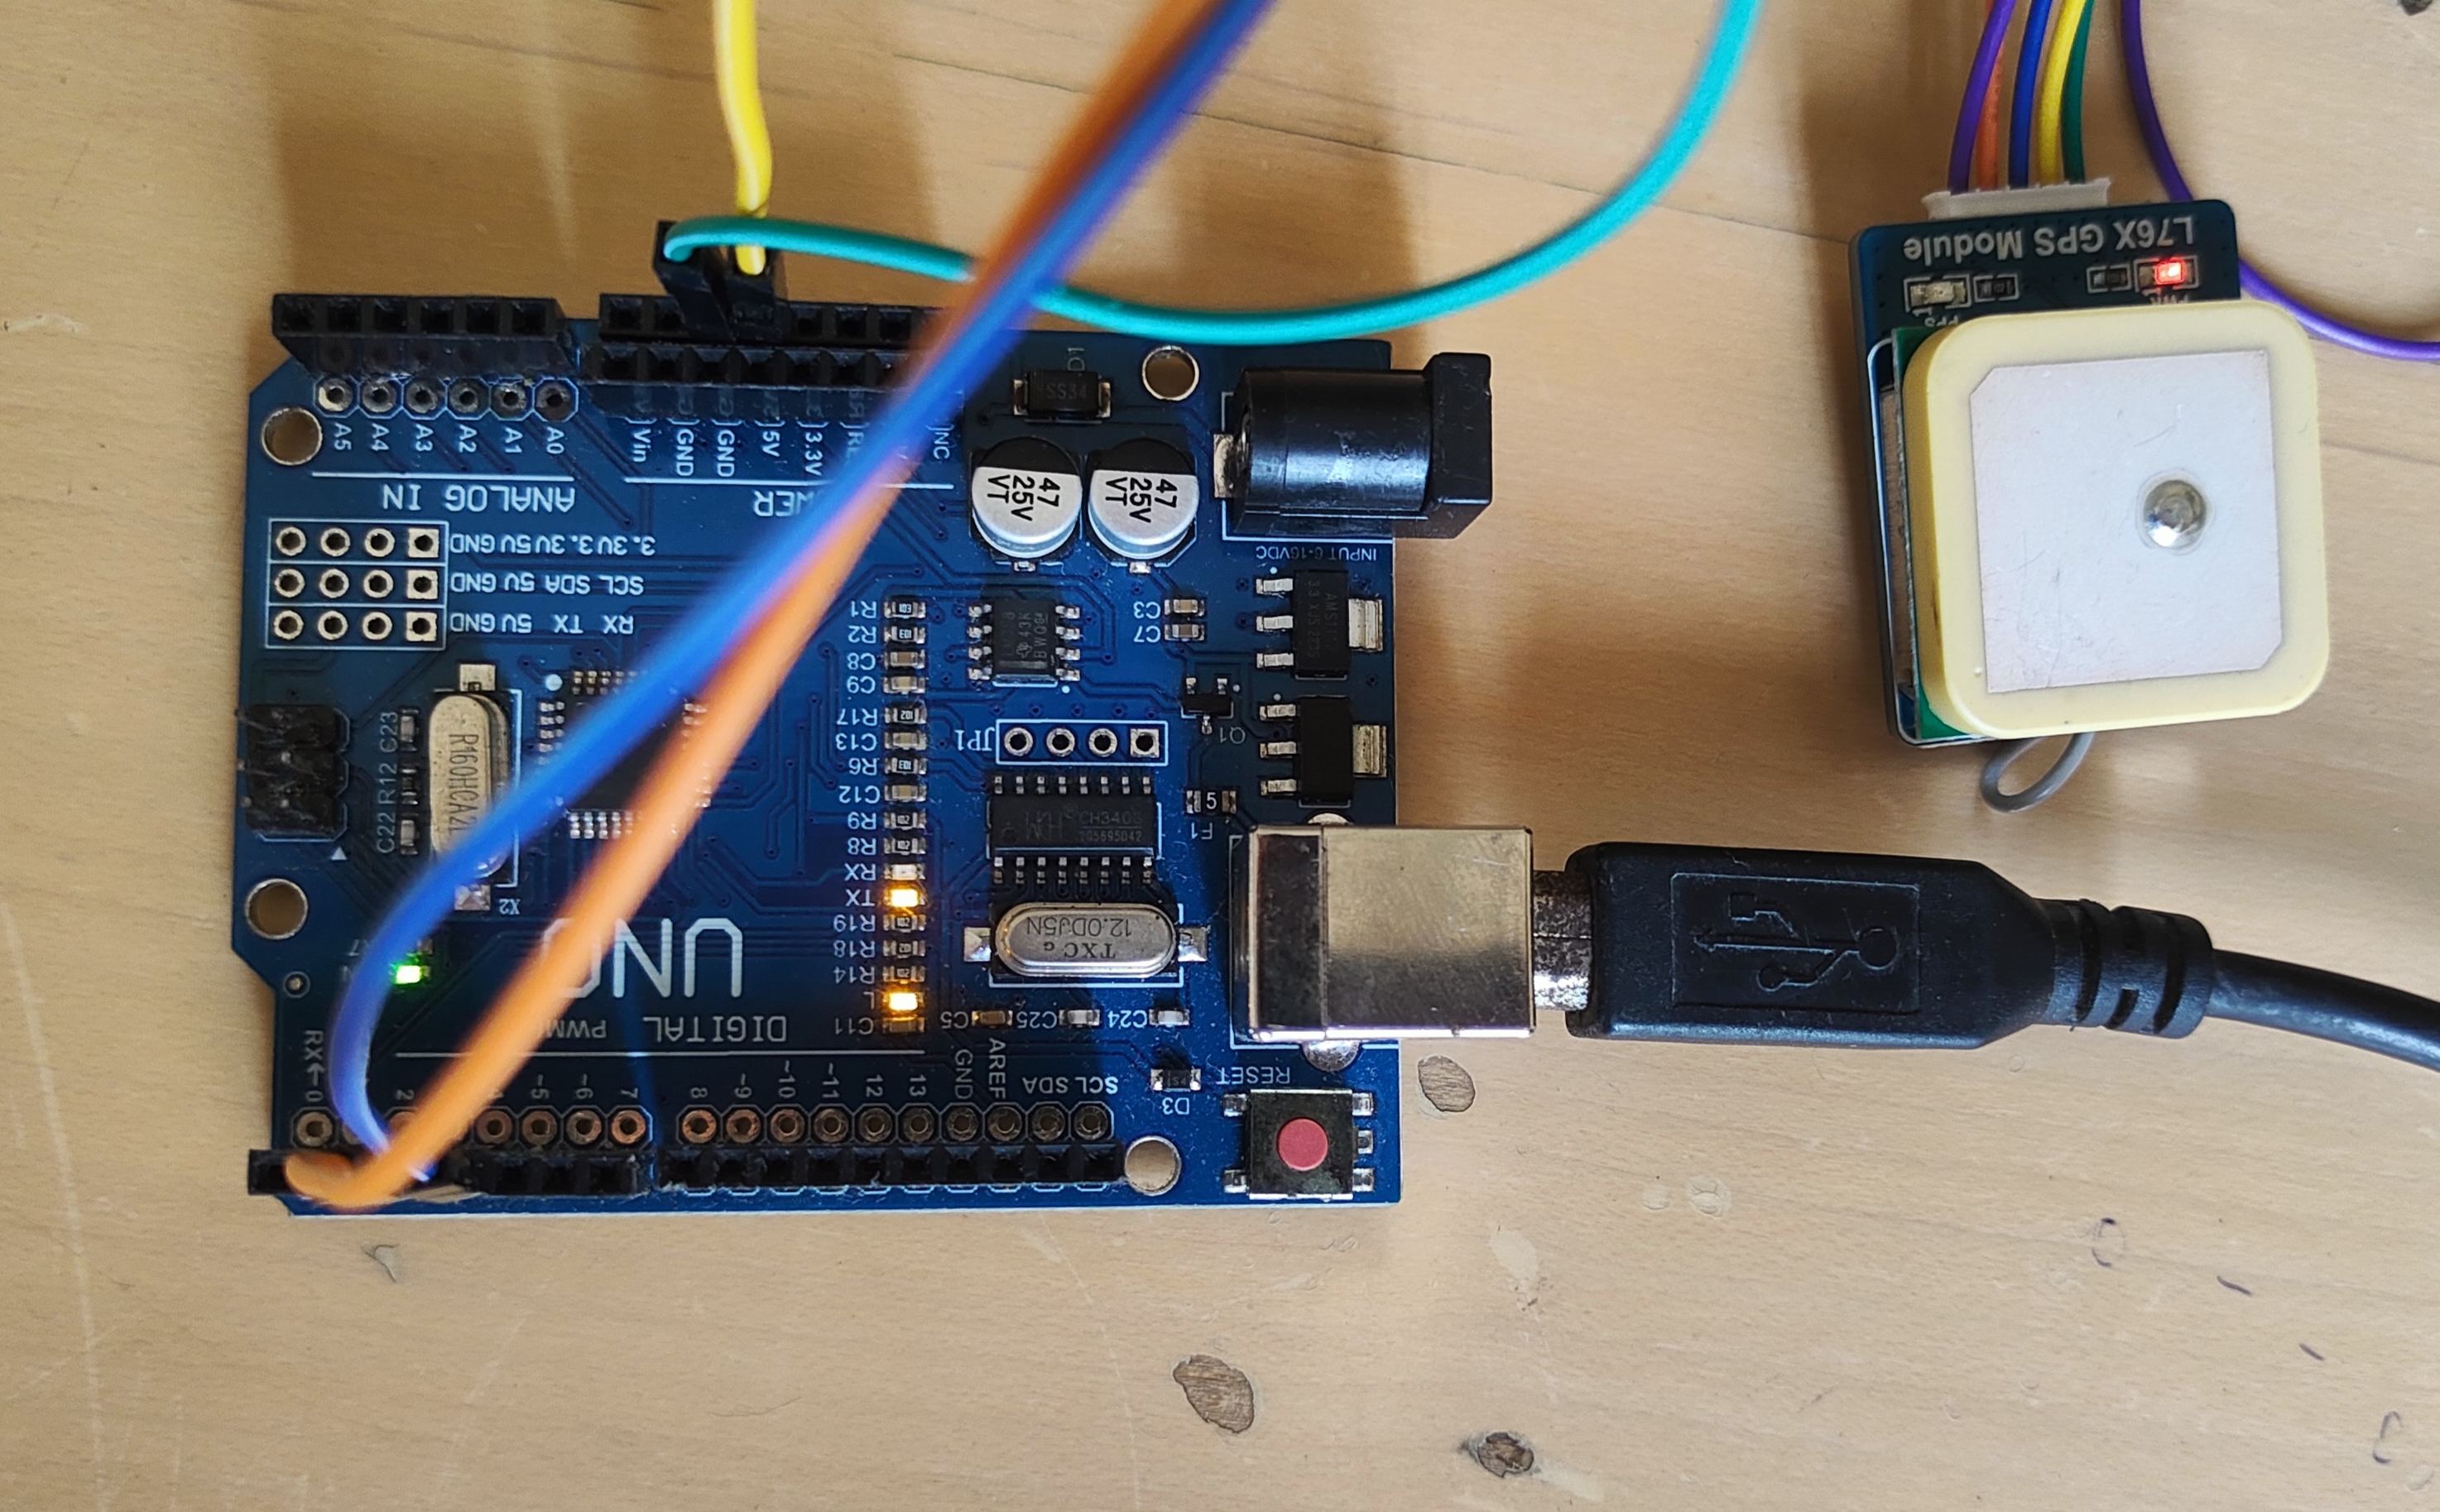 L76X GPS Module
A5 A4 A3 A2 A1 A0
Vin GND GND 5V 3.3V
NC
ANALOG IN
D1
SS34
47
25V
VT
47
25V
VT
INPUT 6-16VDC
3.3V 3.3V 5V GND
SCL SDA 5V GND
RX TX 5V GND
R1
R2
C8
C9
R17
C13
R6
C12
R9
R8
RX
TX
R19
R18
R14
L
C11
C3
C7
Q1
JP1
5
F1
CH340G
C22 R12 C23
X2
TXC G
12.0DJ5N
UNO
C5 C25 C24
DIGITAL
PWM
RX←0
2
~5 ~6 7
8 ~9 ~10 ~11 12 13 GND AREF SDA SCL
D3
RESET